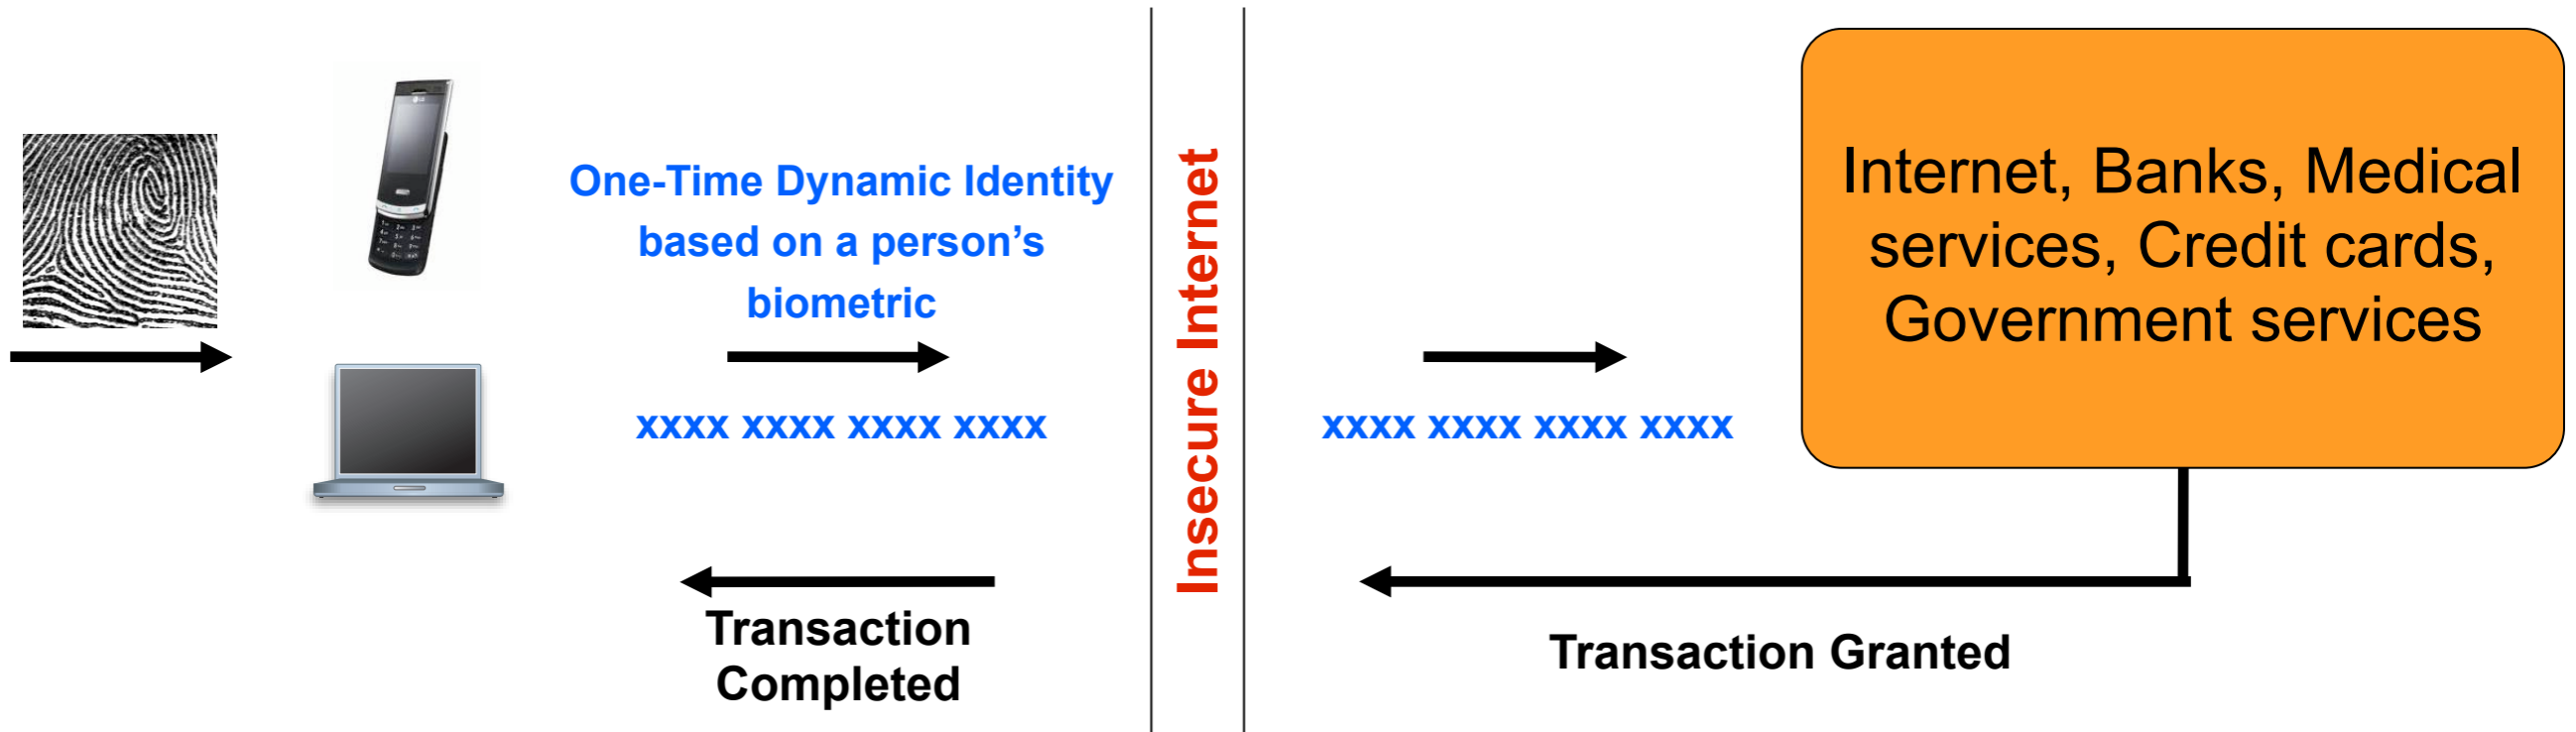 One-Time Dynamic Identity
based on a person’s
biometric
xxxx xxxx xxxx xxxx
Transaction
Completed
Insecure Internet
xxxx xxxx xxxx xxxx
Internet, Banks, Medical
services, Credit cards,
Government services
Transaction Granted